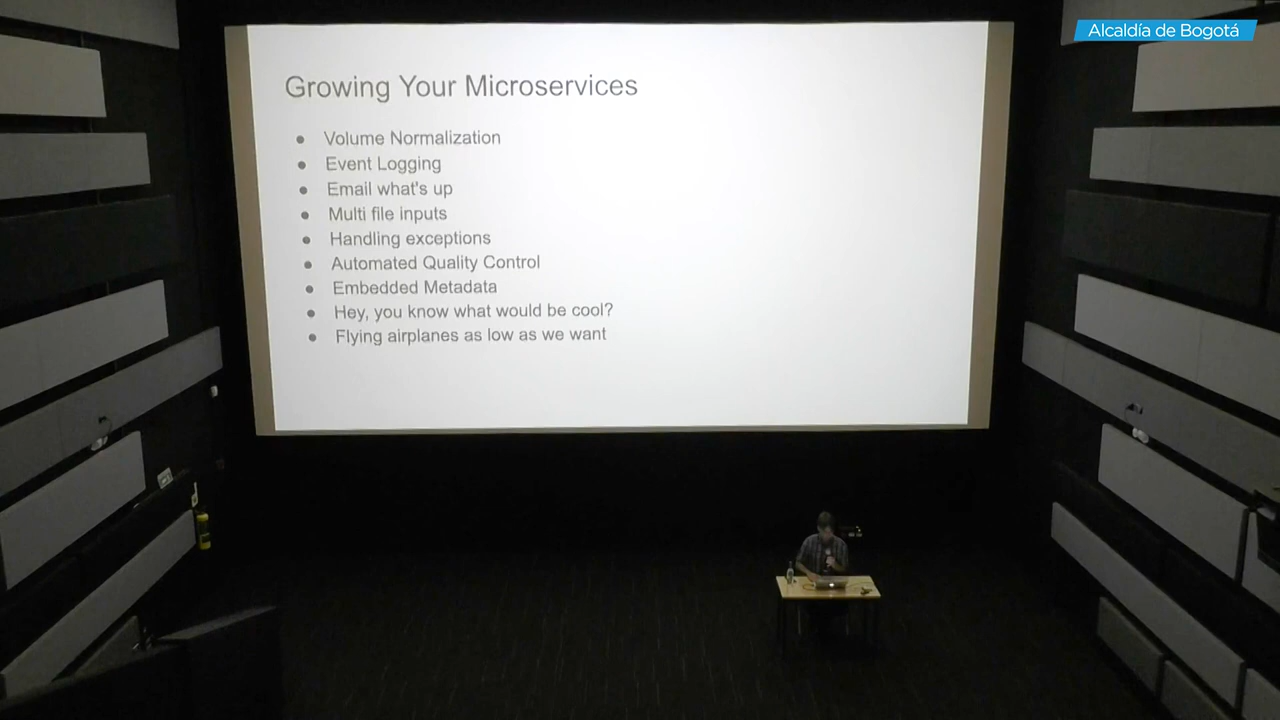 Alcaldía de Bogotá
Growing Your Microservices
Volume Normalization
Event Logging
Email what's up
Multi file inputs
Handling exceptions
Automated Quality Control
Embedded Metadata
Hey, you know what would be cool?
Flying airplanes as low as we want